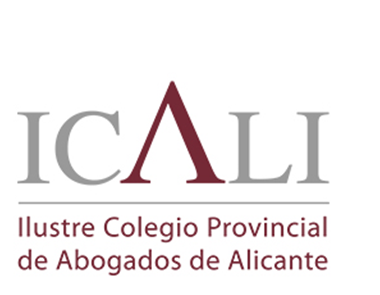 ICALI
Ilustre Colegio Provincial
de Abogados de Alicante